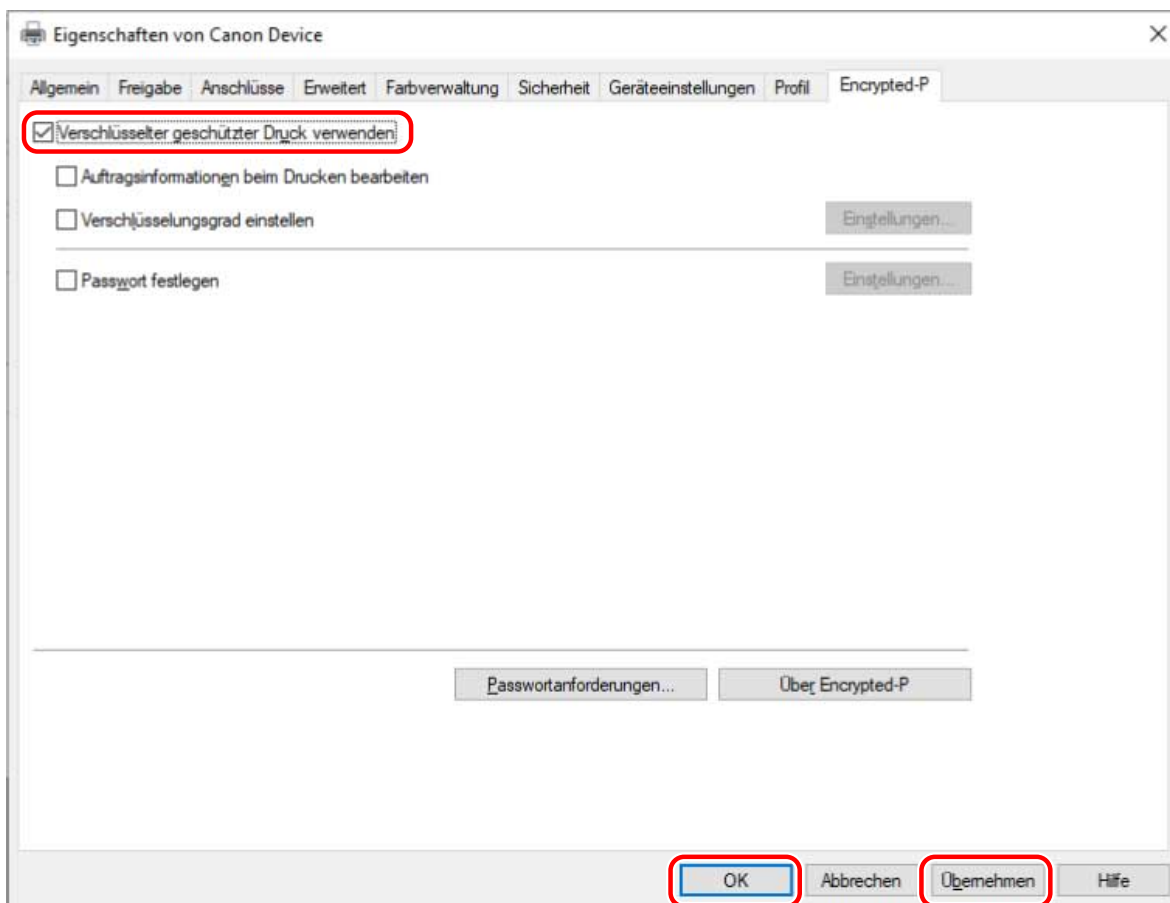 Eigenschaften von Canon Device
Allgemein Freigabe Anschlüsse Erweitert Farbverwaltung Sicherheit Geräteeinstellungen Profil Encrypted-P
Verschlüsselter geschützter Druck verwenden
Auftragsinformationen beim Drucken bearbeiten
Verschlüsselungsgrad einstellen Einstellungen...
Passwort festlegen Einstellungen...
Passwortanforderungen... Über Encrypted-P
OK Abbrechen Übernehmen Hilfe